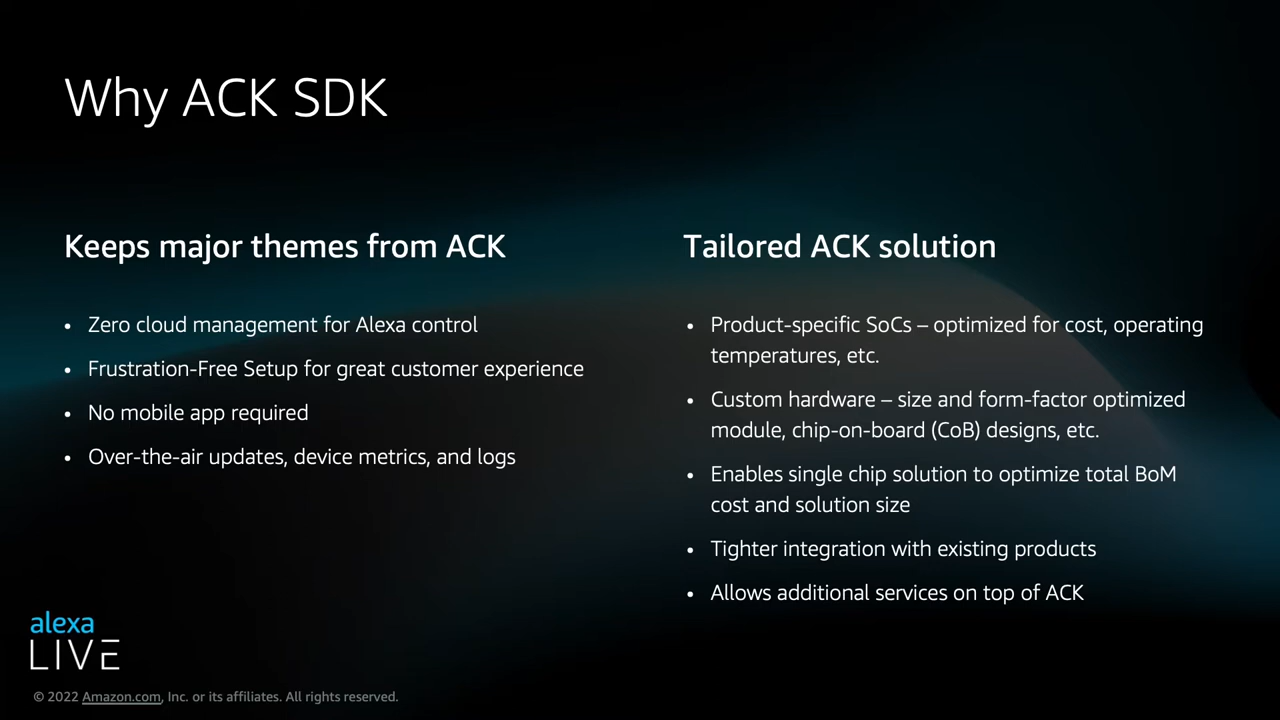 Why ACK SDK
Keeps major themes from ACK
• Zero cloud management for Alexa control
• Frustration-Free Setup for great customer experience
• No mobile app required
• Over-the-air updates, device metrics, and logs
Tailored ACK solution
• Product-specific SoCs – optimized for cost, operating
temperatures, etc.
• Custom hardware – size and form-factor optimized
module, chip-on-board (CoB) designs, etc.
• Enables single chip solution to optimize total BoM
cost and solution size
• Tighter integration with existing products
• Allows additional services on top of ACK
alexa
LIVE
© 2022 Amazon.com, Inc. or its affiliates. All rights reserved.